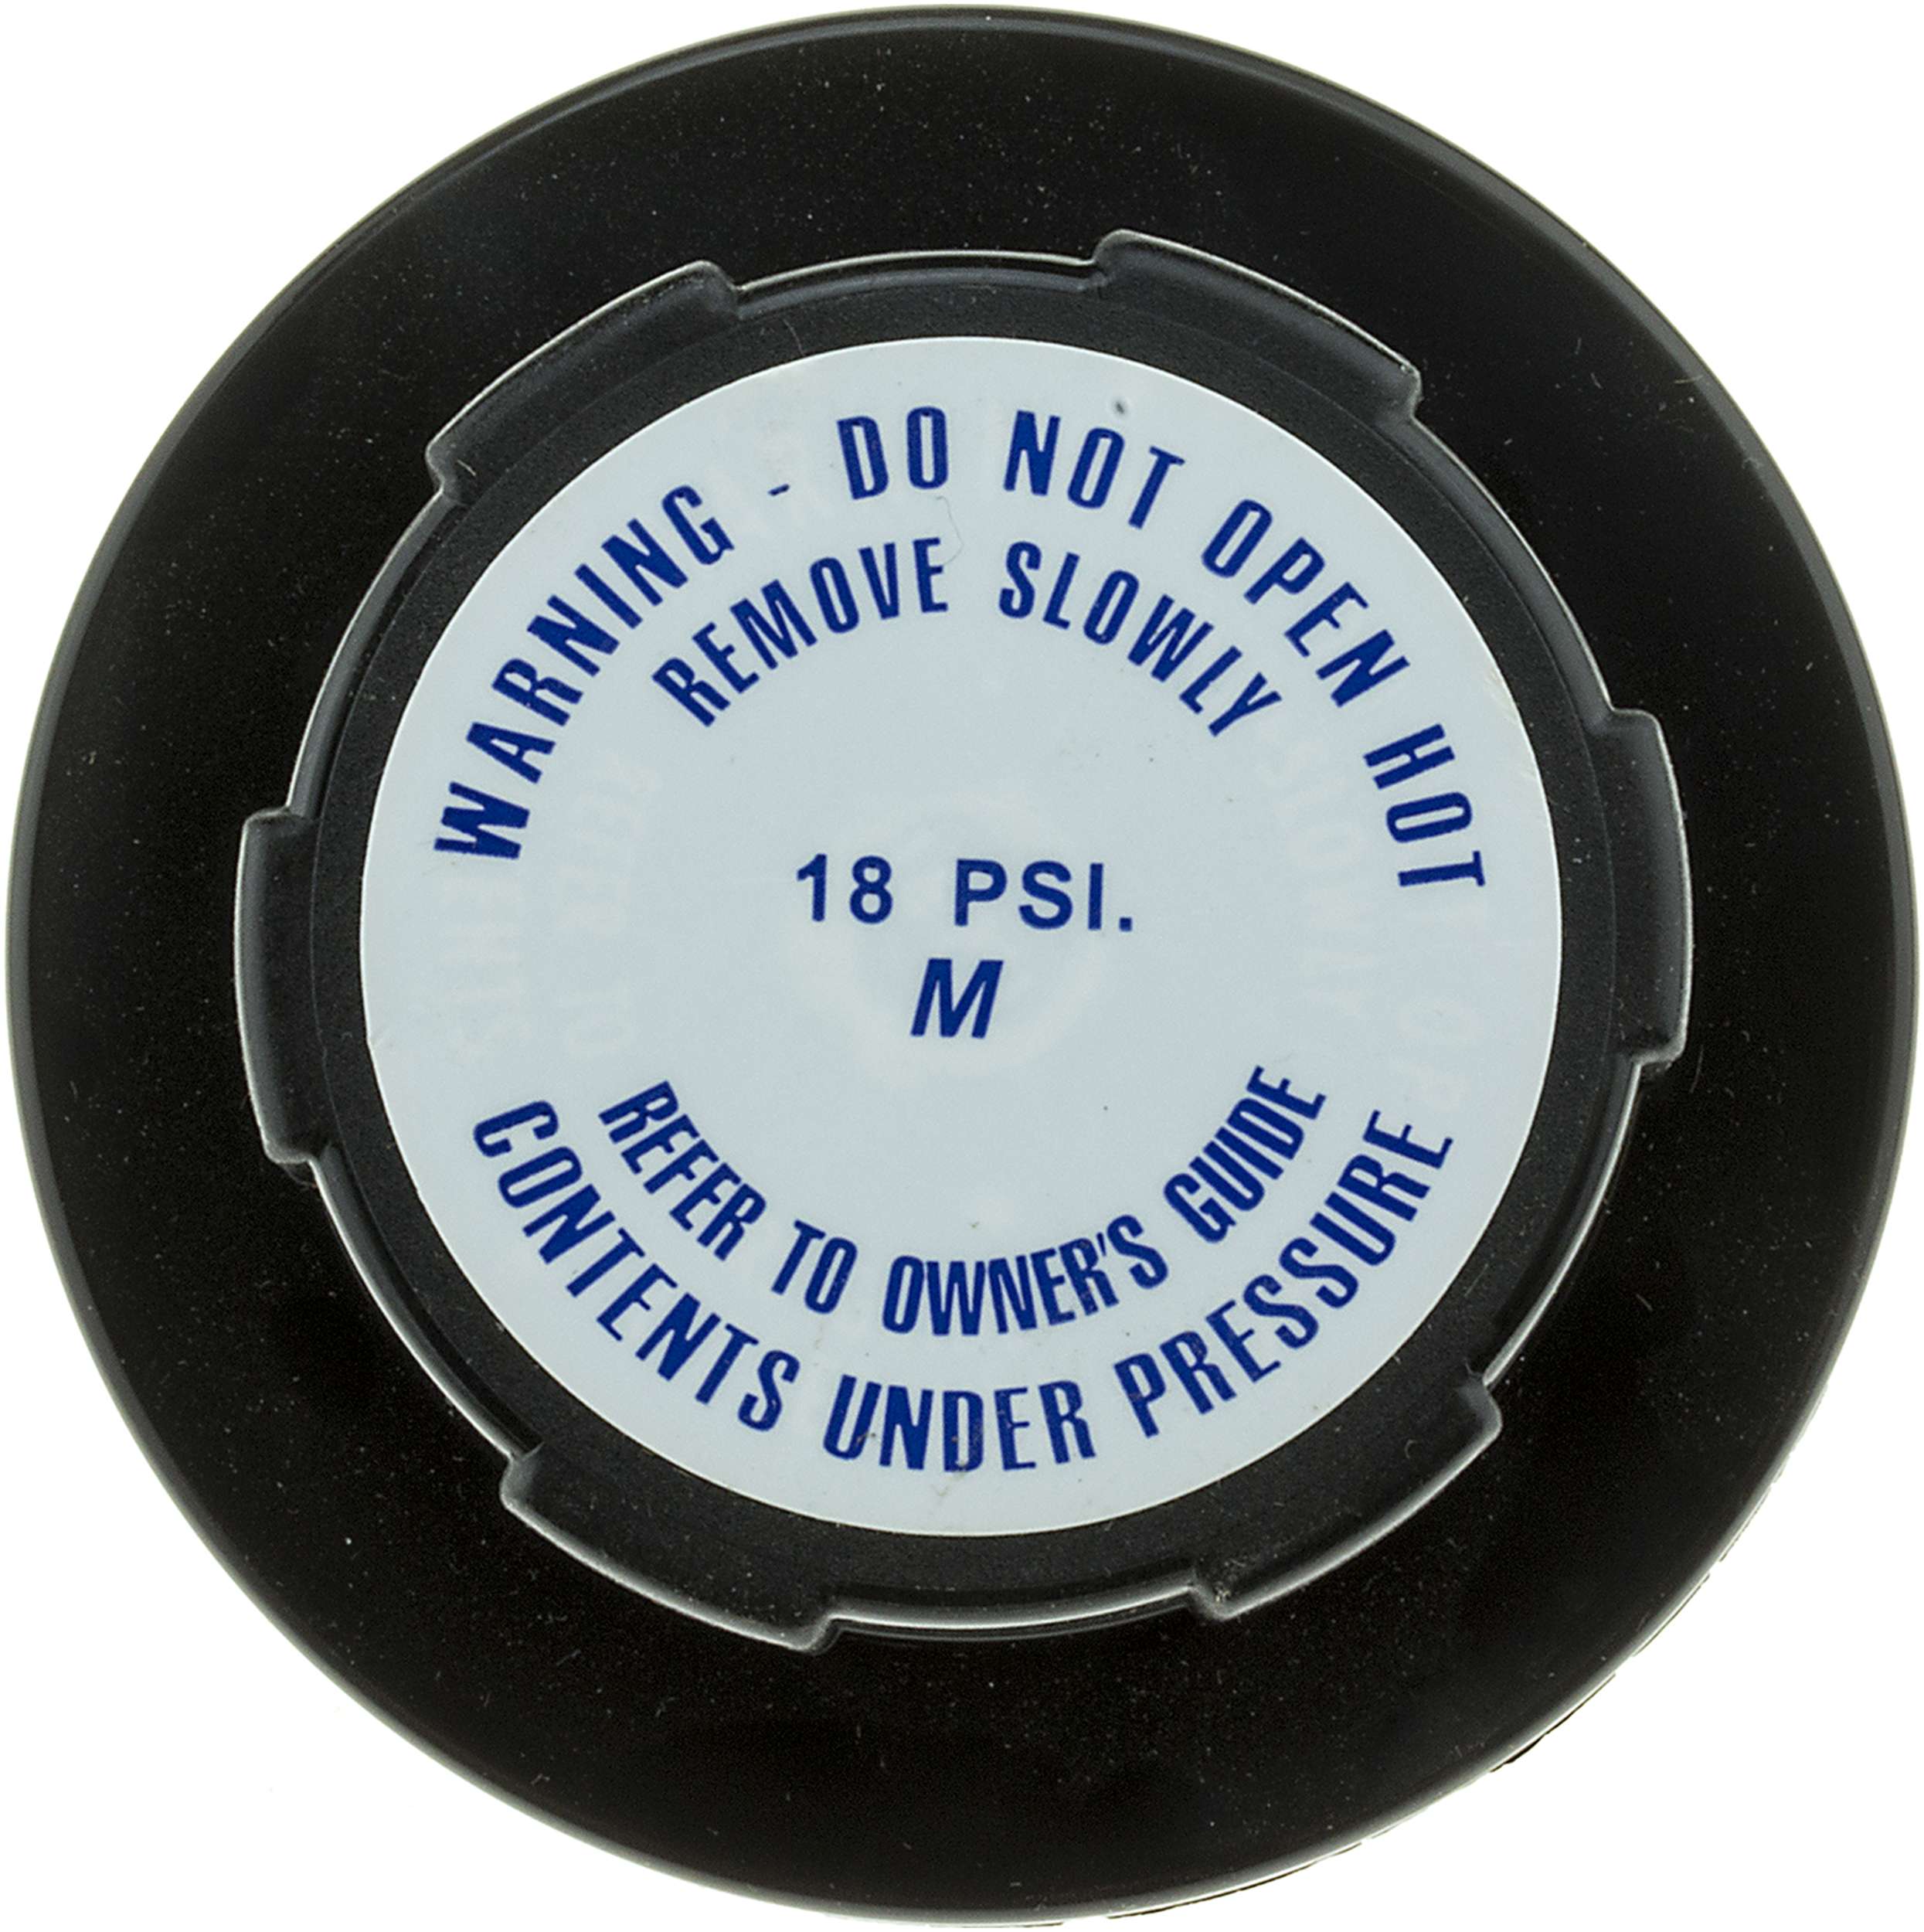 WARNING - DO NOT OPEN HOT
REMOVE SLOWLY
18 PSI.
M
REFER TO OWNER'S GUIDE
CONTENTS UNDER PRESSURE